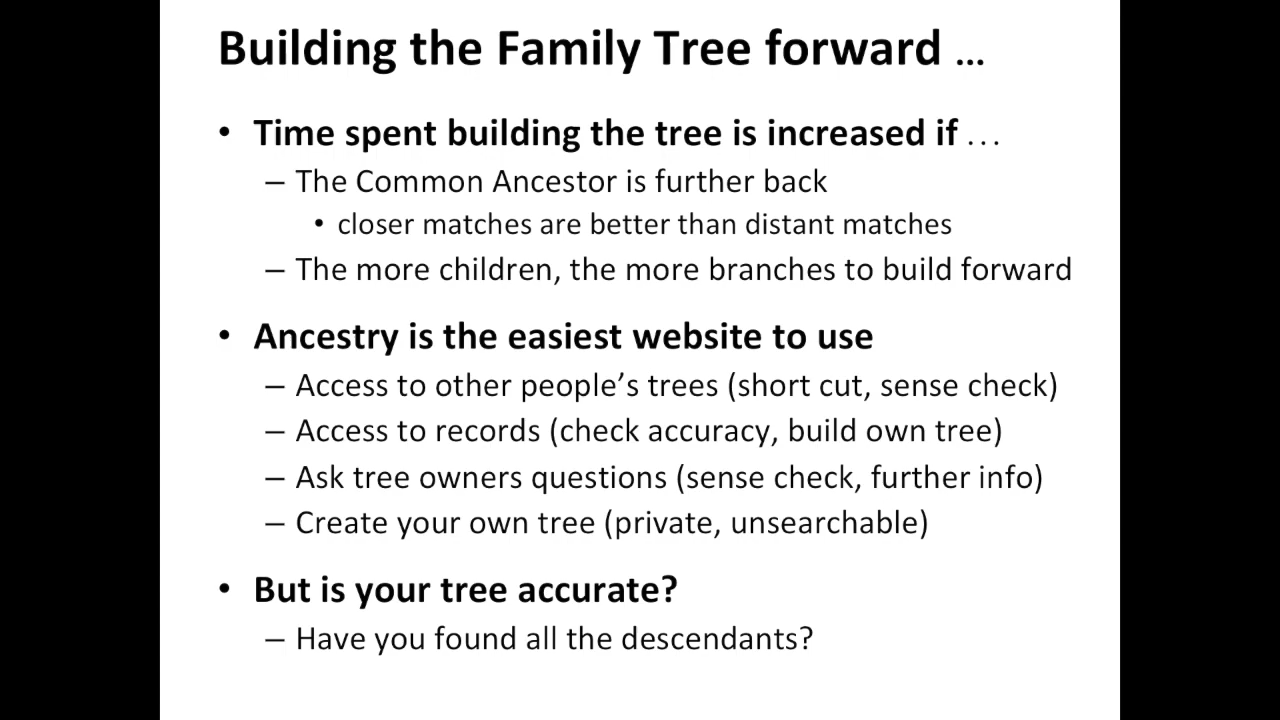 Building the Family Tree forward ...
• Time spent building the tree is increased if ...
– The Common Ancestor is further back
• closer matches are better than distant matches
– The more children, the more branches to build forward
• Ancestry is the easiest website to use
– Access to other people’s trees (short cut, sense check)
– Access to records (check accuracy, build own tree)
– Ask tree owners questions (sense check, further info)
– Create your own tree (private, unsearchable)
• But is your tree accurate?
– Have you found all the descendants?